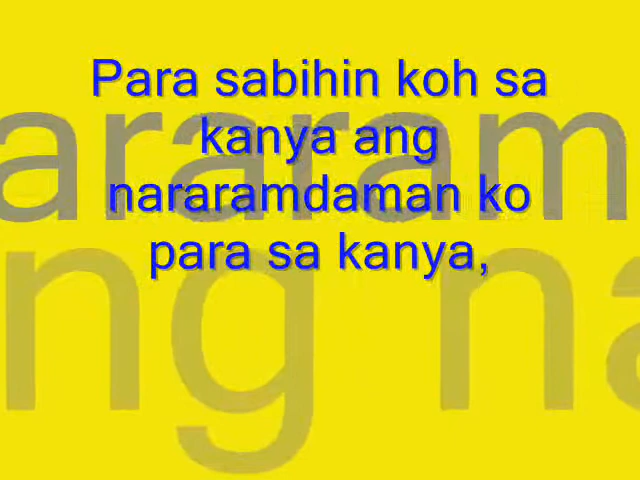 Para sabihin koh sa
kanya ang
nararamdaman ko
para sa kanya,